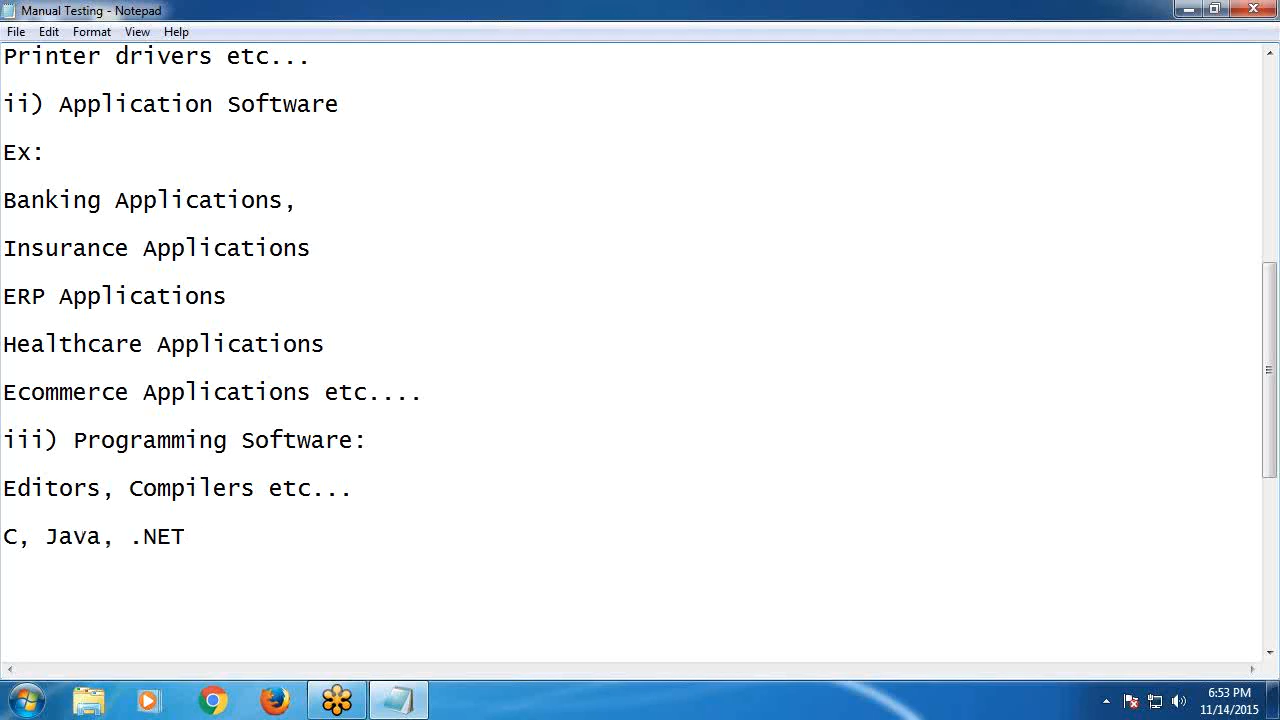 Manual Testing - Notepad
File Edit Format View Help
Printer drivers etc...
ii) Application Software
Ex:
Banking Applications,
Insurance Applications
ERP Applications
Healthcare Applications
Ecommerce Applications etc....
iii) Programming Software:
Editors, Compilers etc...
C, Java, .NET
6:53 PM
11/14/2015